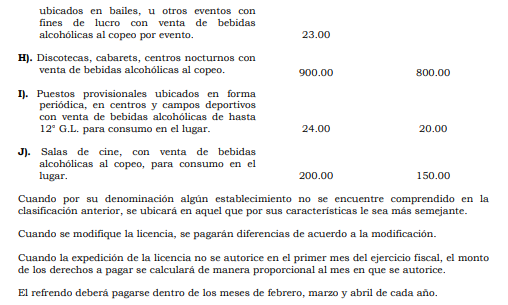 ubicados en bailes, u otros eventos con
fines de lucro con venta de bebidas
alcohólicas al copeo por evento. 23.00
H). Discotecas, cabarets, centros nocturnos con
venta de bebidas alcohólicas al copeo. 900.00 800.00
I). Puestos provisionales ubicados en forma
periódica, en centros y campos deportivos
con venta de bebidas alcohólicas de hasta
12° G.L. para consumo en el lugar. 24.00 20.00
J). Salas de cine, con venta de bebidas
alcohólicas al copeo, para consumo en el
lugar. 200.00 150.00
Cuando por su denominación algún establecimiento no se encuentre comprendido en la
clasificación anterior, se ubicará en aquel que por sus características le sea más semejante.
Cuando se modifique la licencia, se pagarán diferencias de acuerdo a la modificación.
Cuando la expedición de la licencia no se autorice en el primer mes del ejercicio fiscal, el monto
de los derechos a pagar se calculará de manera proporcional al mes en que se autorice.
El refrendo deberá pagarse dentro de los meses de febrero, marzo y abril de cada año.